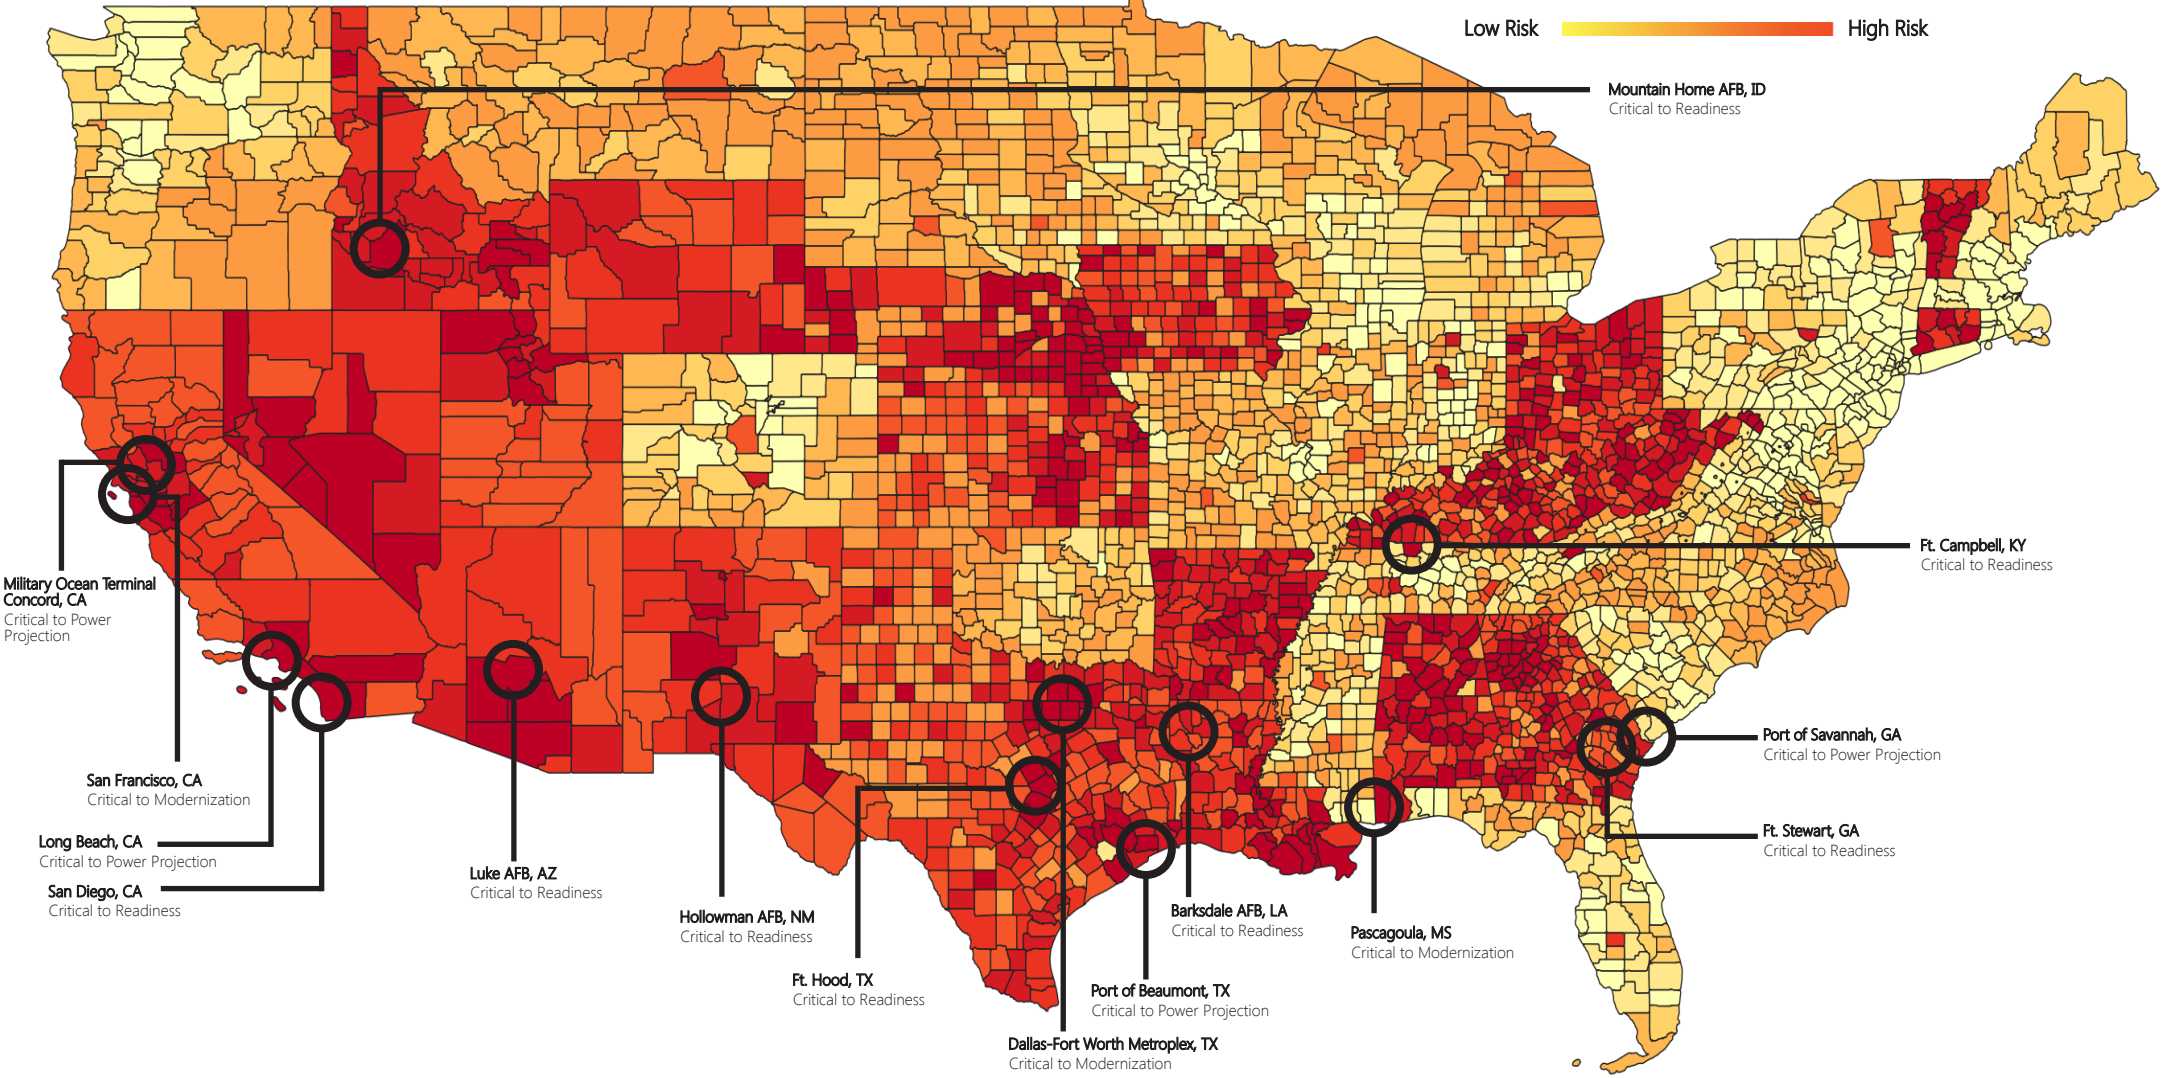 Low Risk
High Risk
Mountain Home AFB, ID
Critical to Readiness
Ft. Campbell, KY
Critical to Readiness
Military Ocean Terminal
Concord, CA
Critical to Power
Projection
Port of Savannah, GA
Critical to Power Projection
San Francisco, CA
Critical to Modernization
Ft. Stewart, GA
Critical to Readiness
Long Beach, CA
Critical to Power Projection
San Diego, CA
Critical to Readiness
Luke AFB, AZ
Critical to Readiness
Hollowman AFB, NM
Critical to Readiness
Barksdale AFB, LA
Critical to Readiness
Pascagoula, MS
Critical to Modernization
Ft. Hood, TX
Critical to Readiness
Port of Beaumont, TX
Critical to Power Projection
Dallas-Fort Worth Metroplex, TX
Critical to Modernization